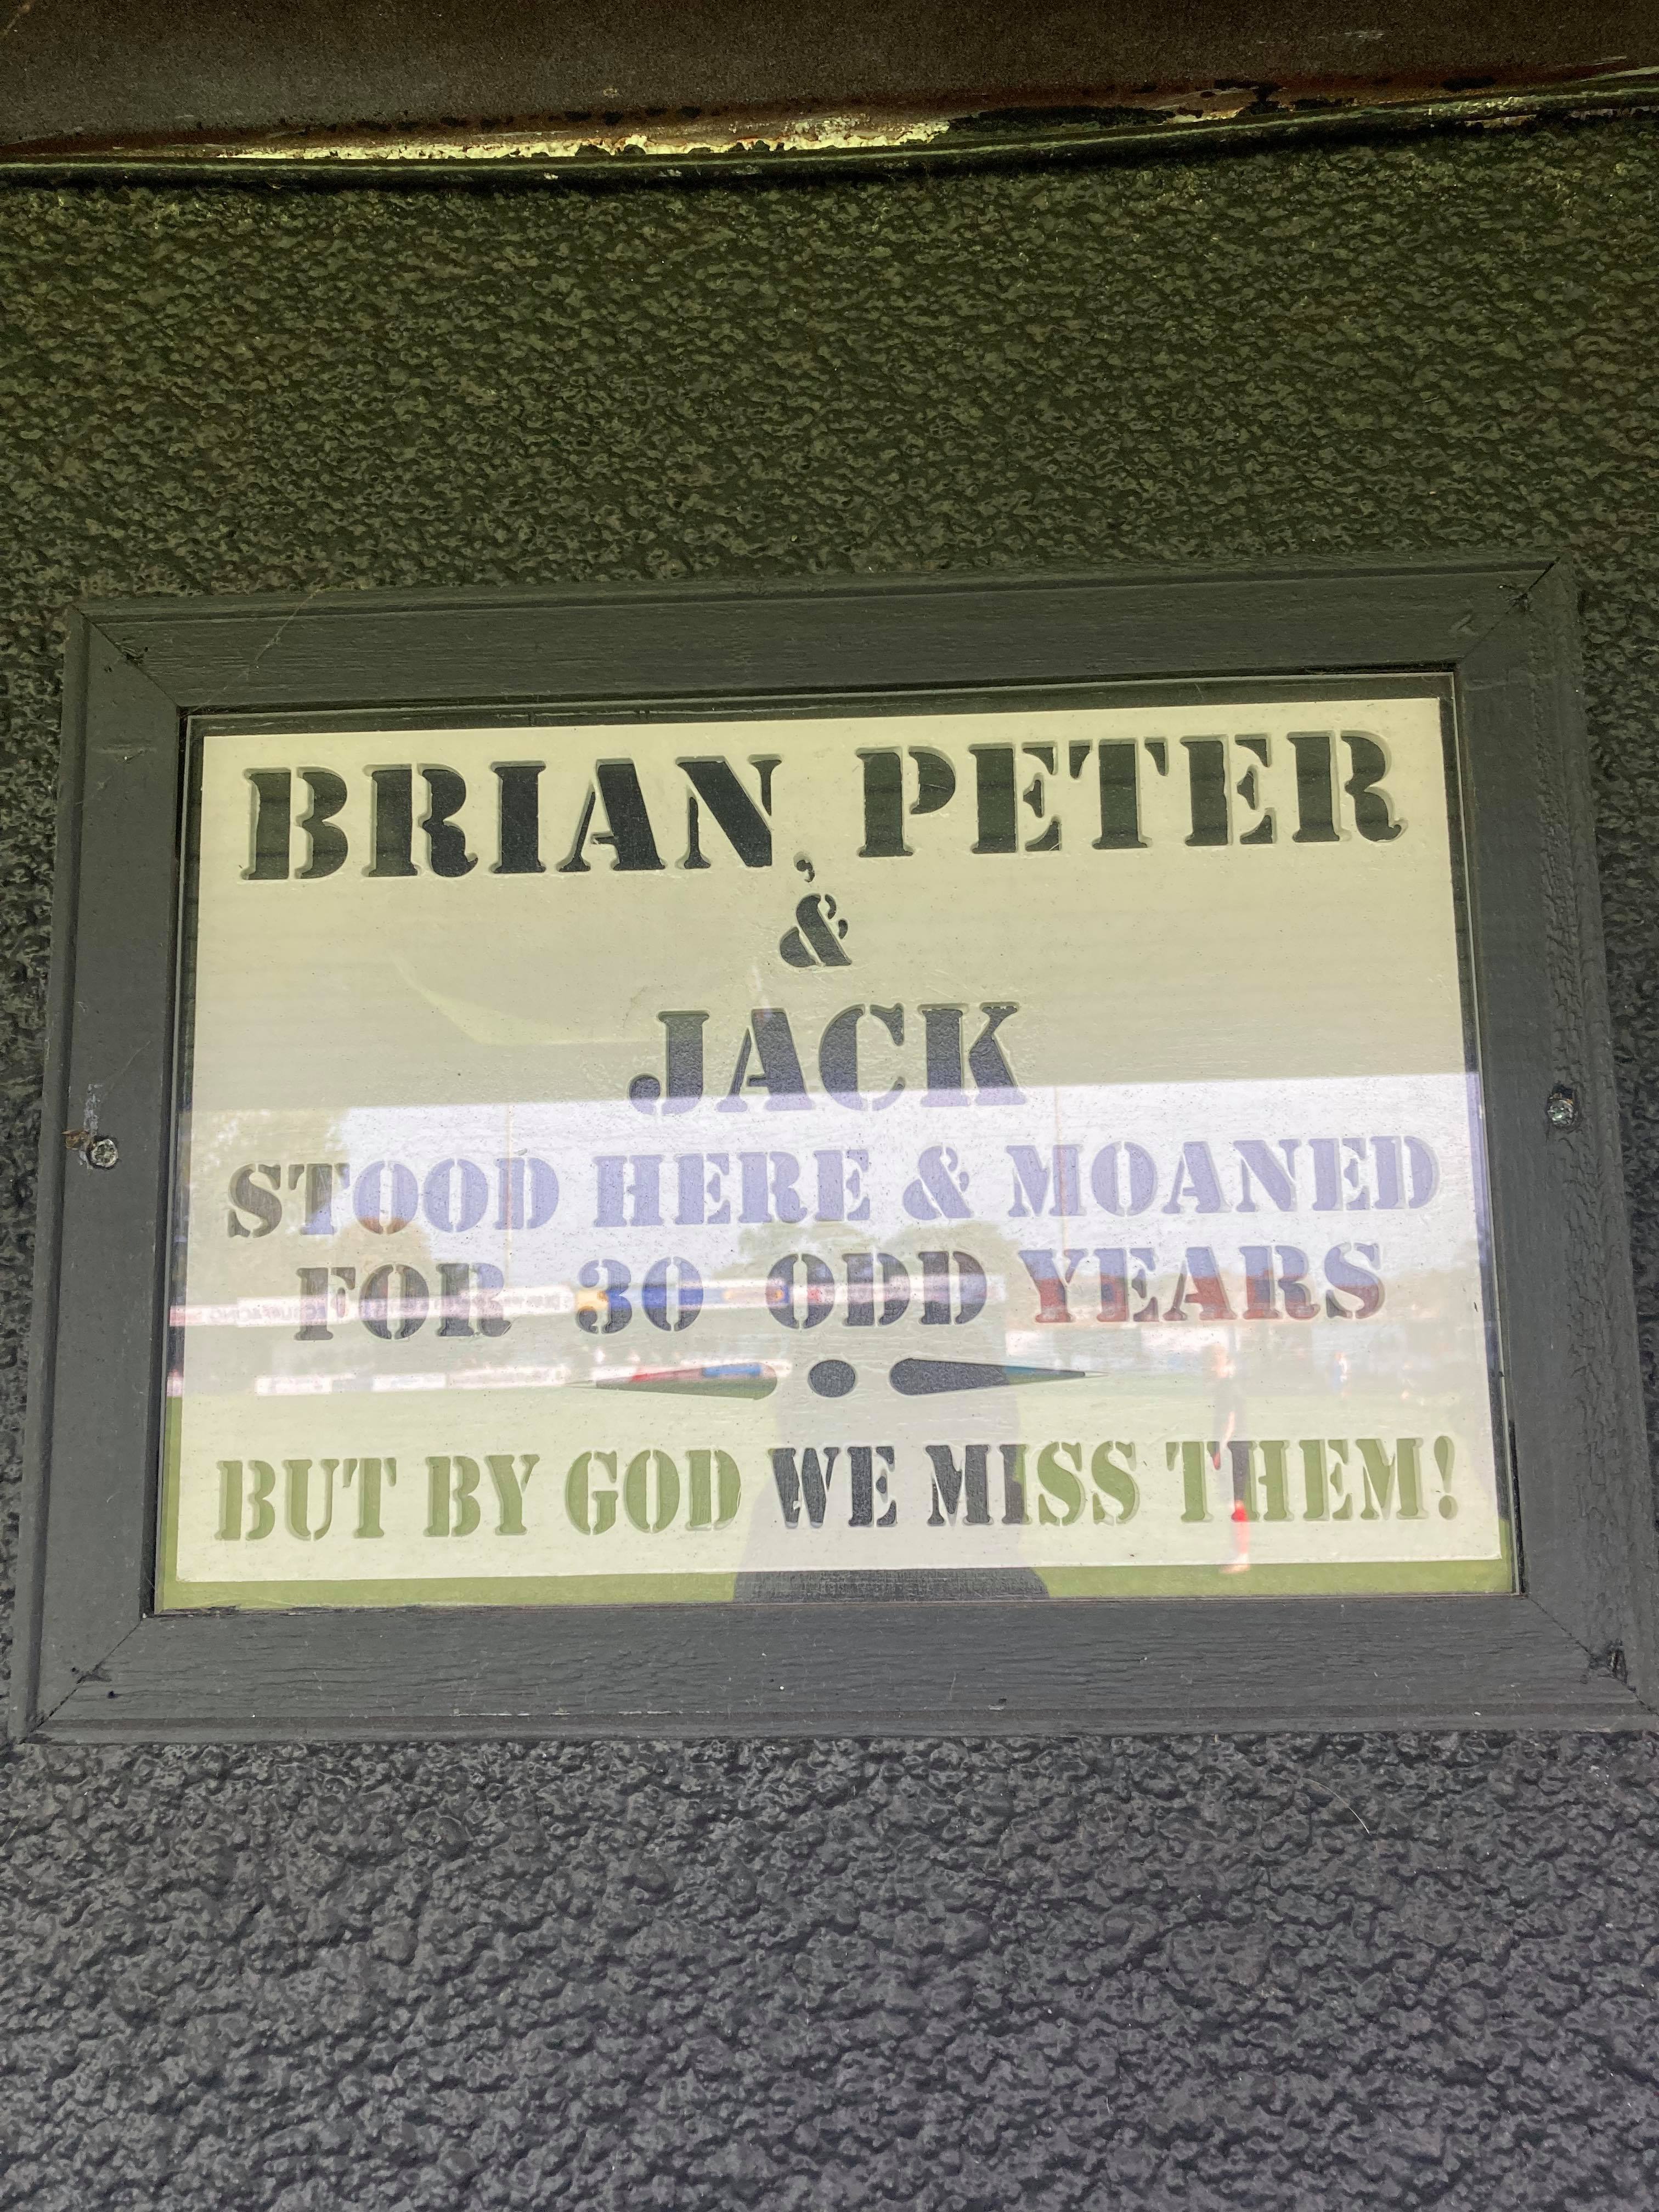 BRIAN, PETER
&
JACK
STOOD HERE & MOANED
FOR 30 ODD YEARS
BUT BY GOD WE MISS THEM!